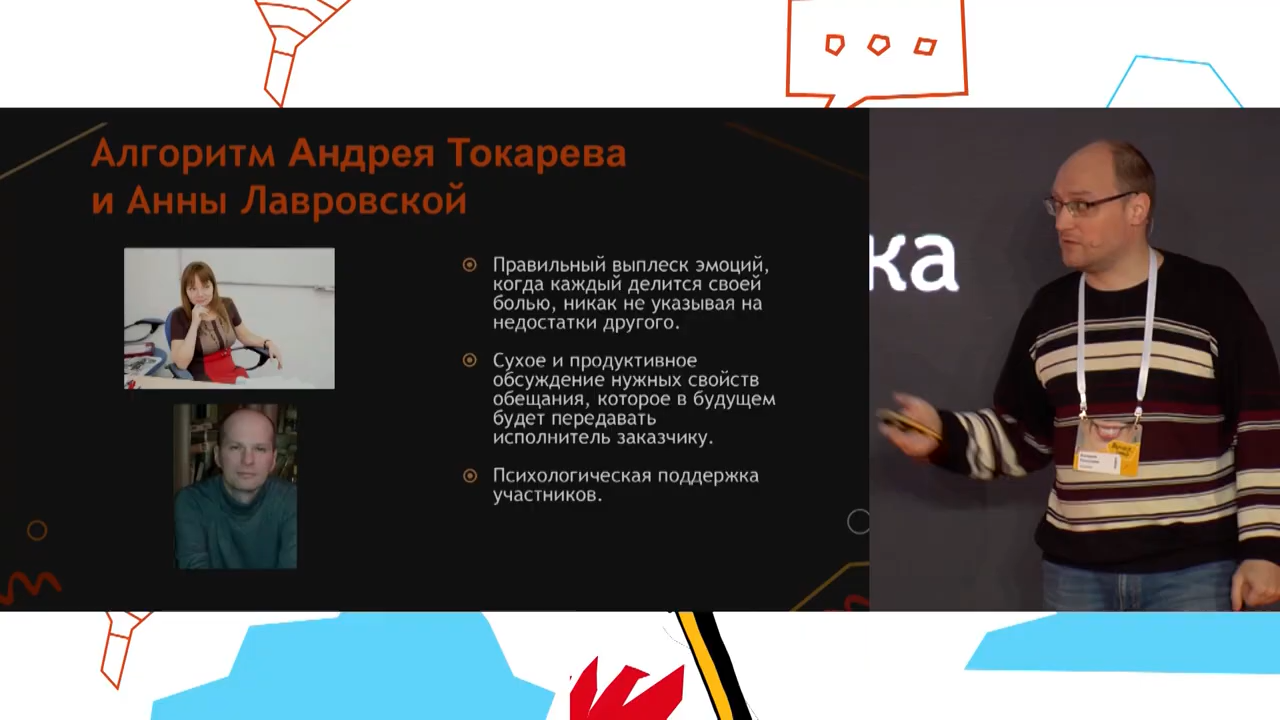 Алгоритм Андрея Токарева
и Анны Лавровской
Правильный выплеск эмоций,
когда каждый делится своей
болью, никак не указывая на
недостатки другого.
Сухое и продуктивное
обсуждение нужных свойств
обещания, которое в будущем
будет передавать
исполнитель заказчику.
Психологическая поддержка
участников.
ка